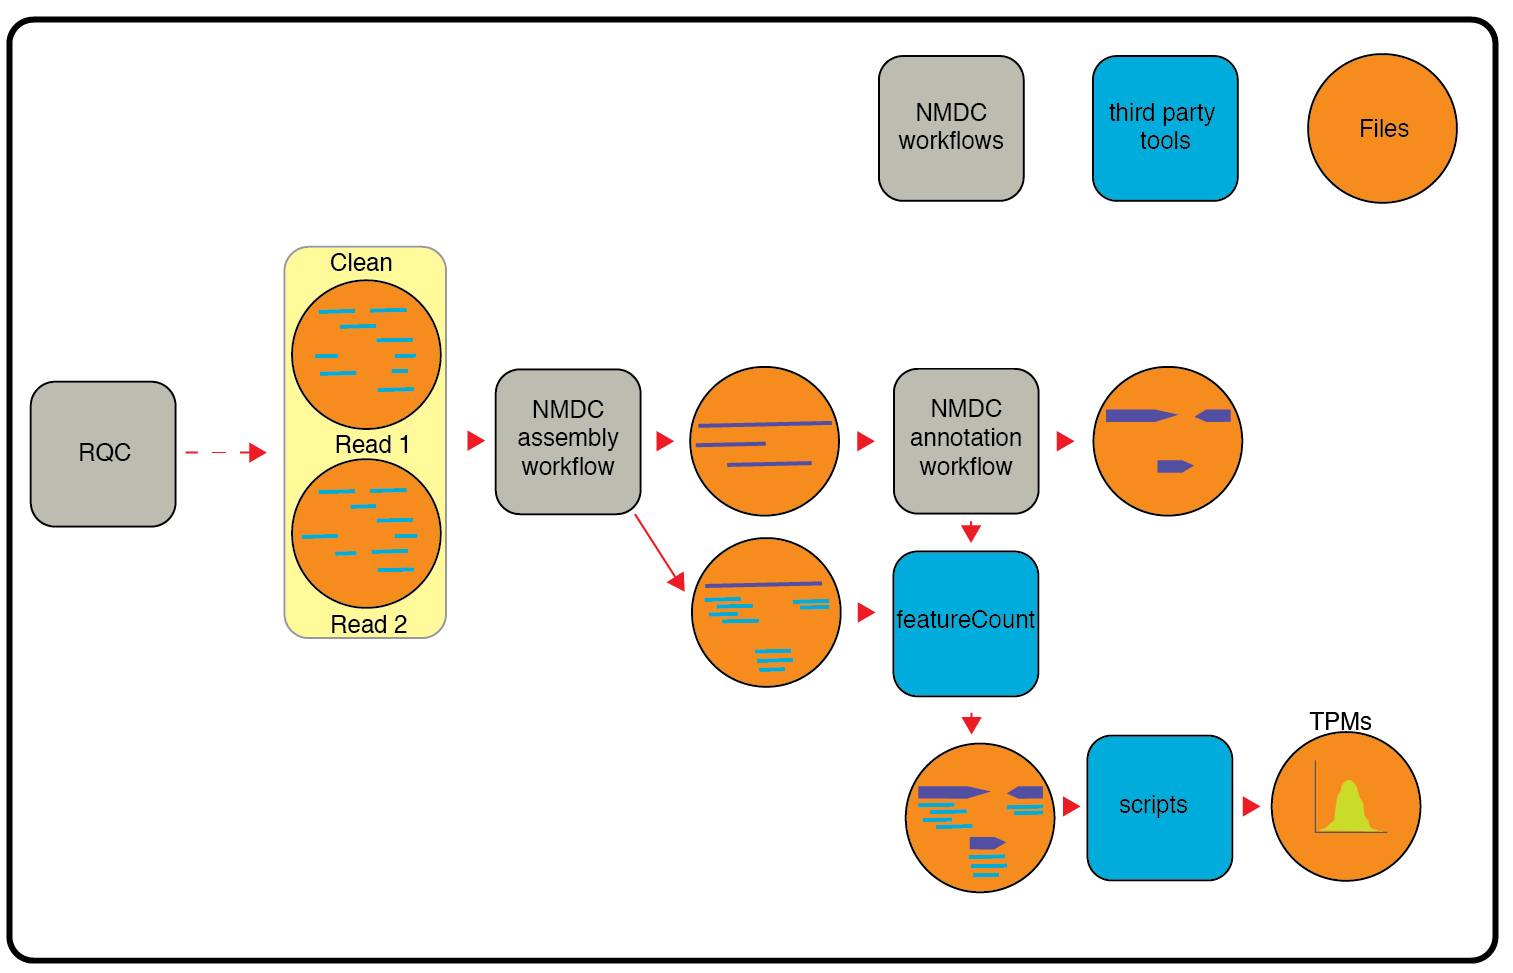 NMDC
workflows
third party
tools
Files
Clean
Read 1
Read 2
RQC
NMDC
assembly
workflow
NMDC
annotation
workflow
featureCount
scripts
TPMs